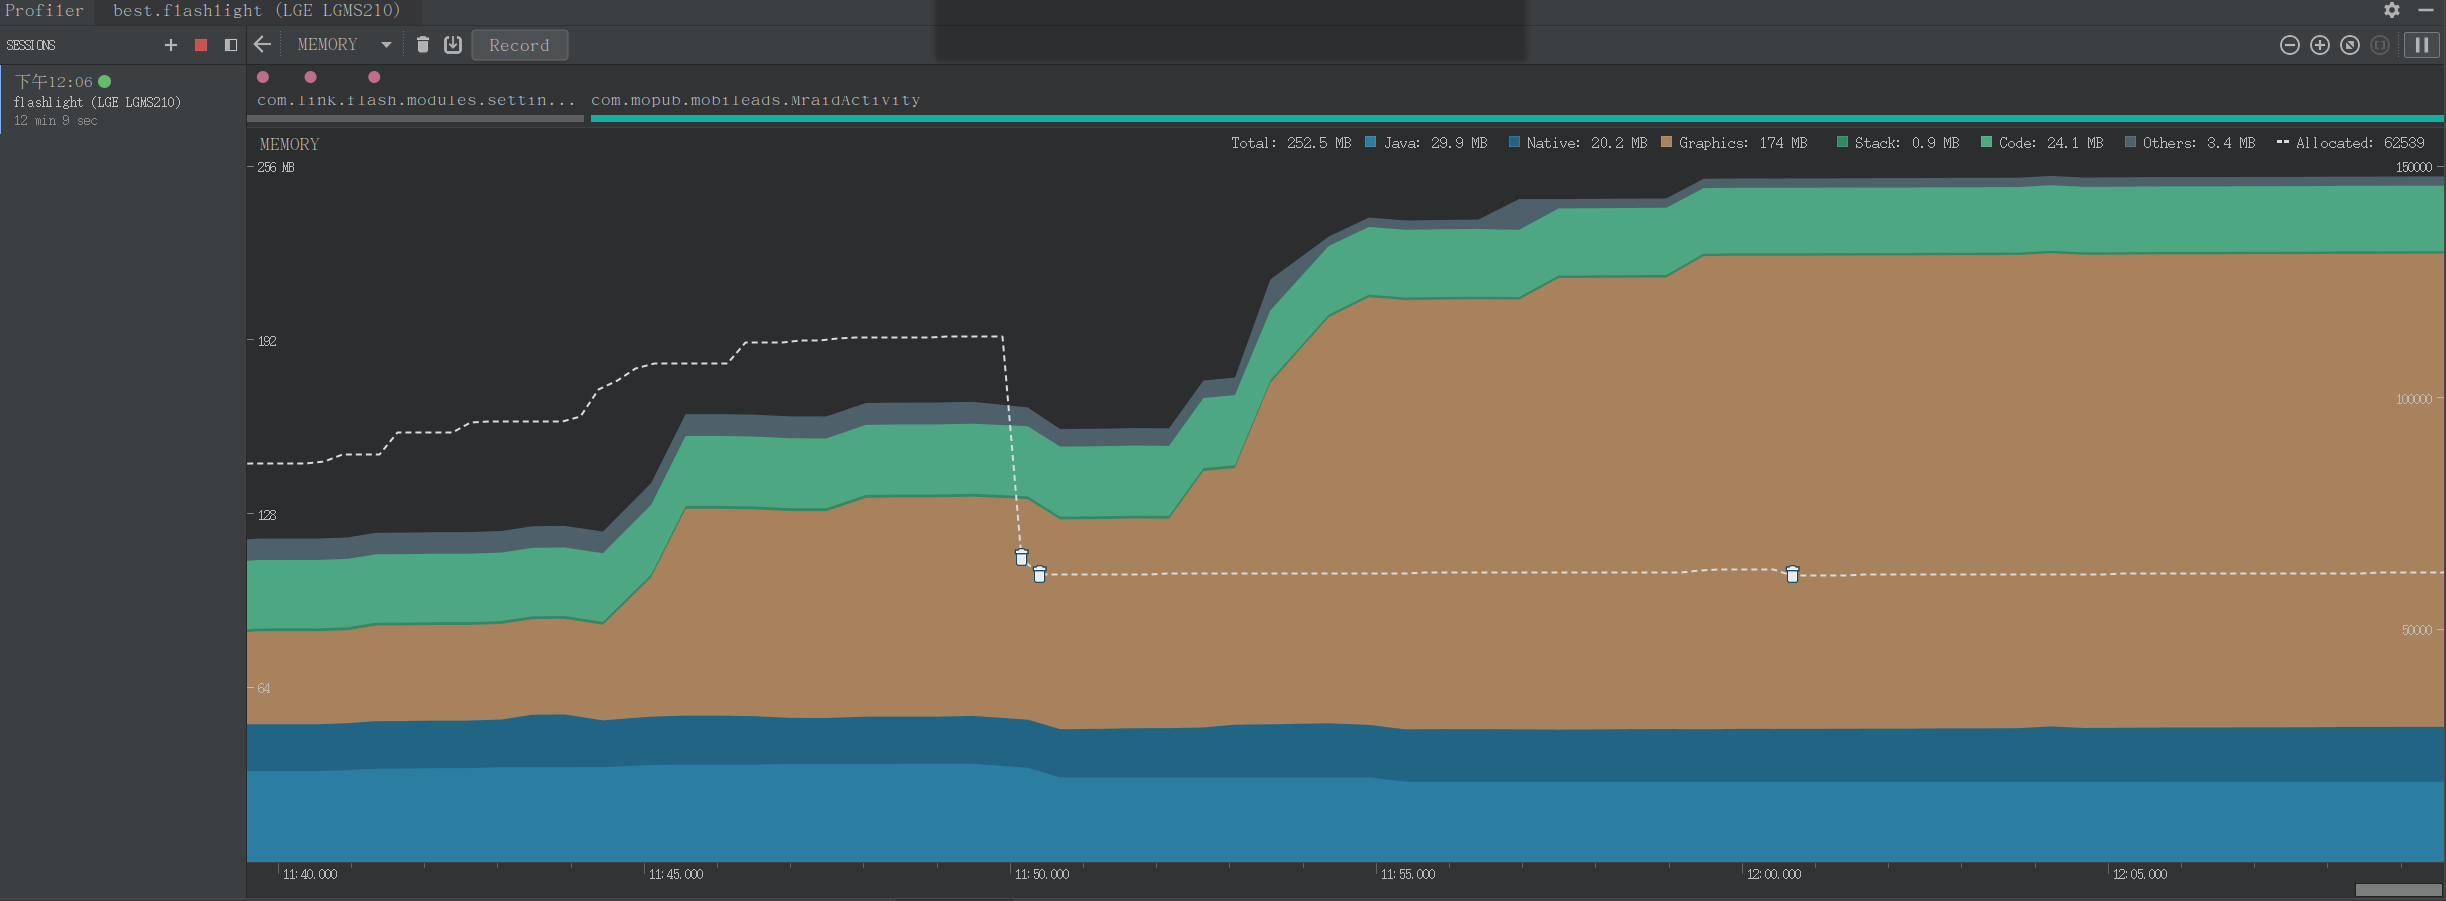 Profiler best.flashlight (LGE LGMS210)
SESSIONS MEMORY Record
下午12:06
flashlight (LGE LGMS210)
12 min 9 sec
com.link.flash.modules.settin... com.mopub.mobileads.MraidActivity
MEMORY Total: 252.5 MB Java: 29.9 MB Native: 20.2 MB Graphics: 174 MB Stack: 0.9 MB Code: 24.1 MB Others: 3.4 MB Allocated: 62539
256 MB 150000
192
100000
128
50000
64
11:40.000 11:45.000 11:50.000 11:55.000 12:00.000 12:05.000